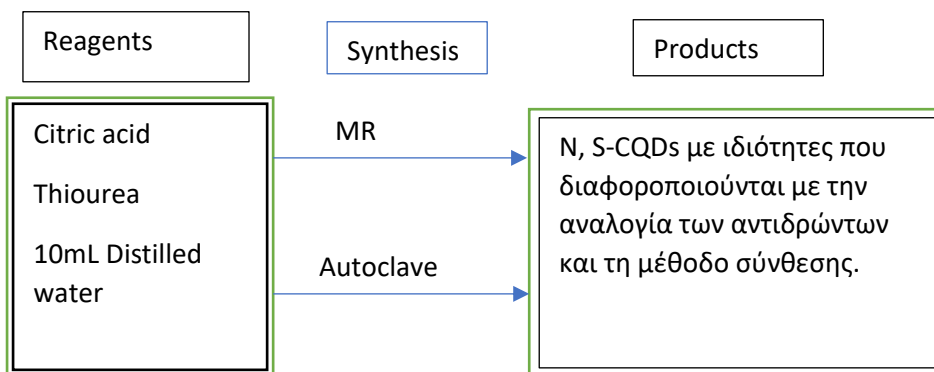 Reagents
Synthesis
Products
Citric acid
Thiourea
10mL Distilled
water
MR
Autoclave
N, S-CQDs με ιδιότητες που
διαφοροποιούνται με την
αναλογία των αντιδρώντων
και τη μέθοδο σύνθεσης.